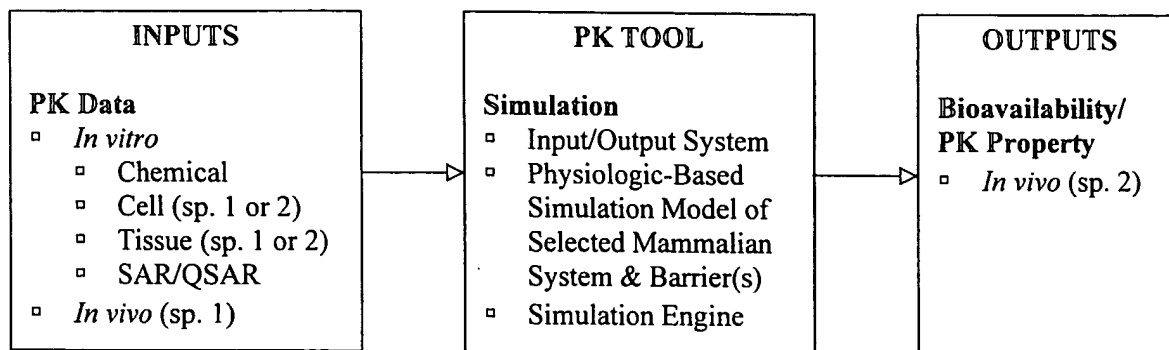 INPUTS
PK Data
In vitro
Chemical
Cell (sp. 1 or 2)
Tissue (sp. 1 or 2)
SAR/QSAR
In vivo (sp. 1)
PK TOOL
Simulation
Input/Output System
Physiologic-Based
Simulation Model of
Selected Mammalian
System & Barrier(s)
Simulation Engine
OUTPUTS
Bioavailability/
PK Property
In vivo (sp. 2)